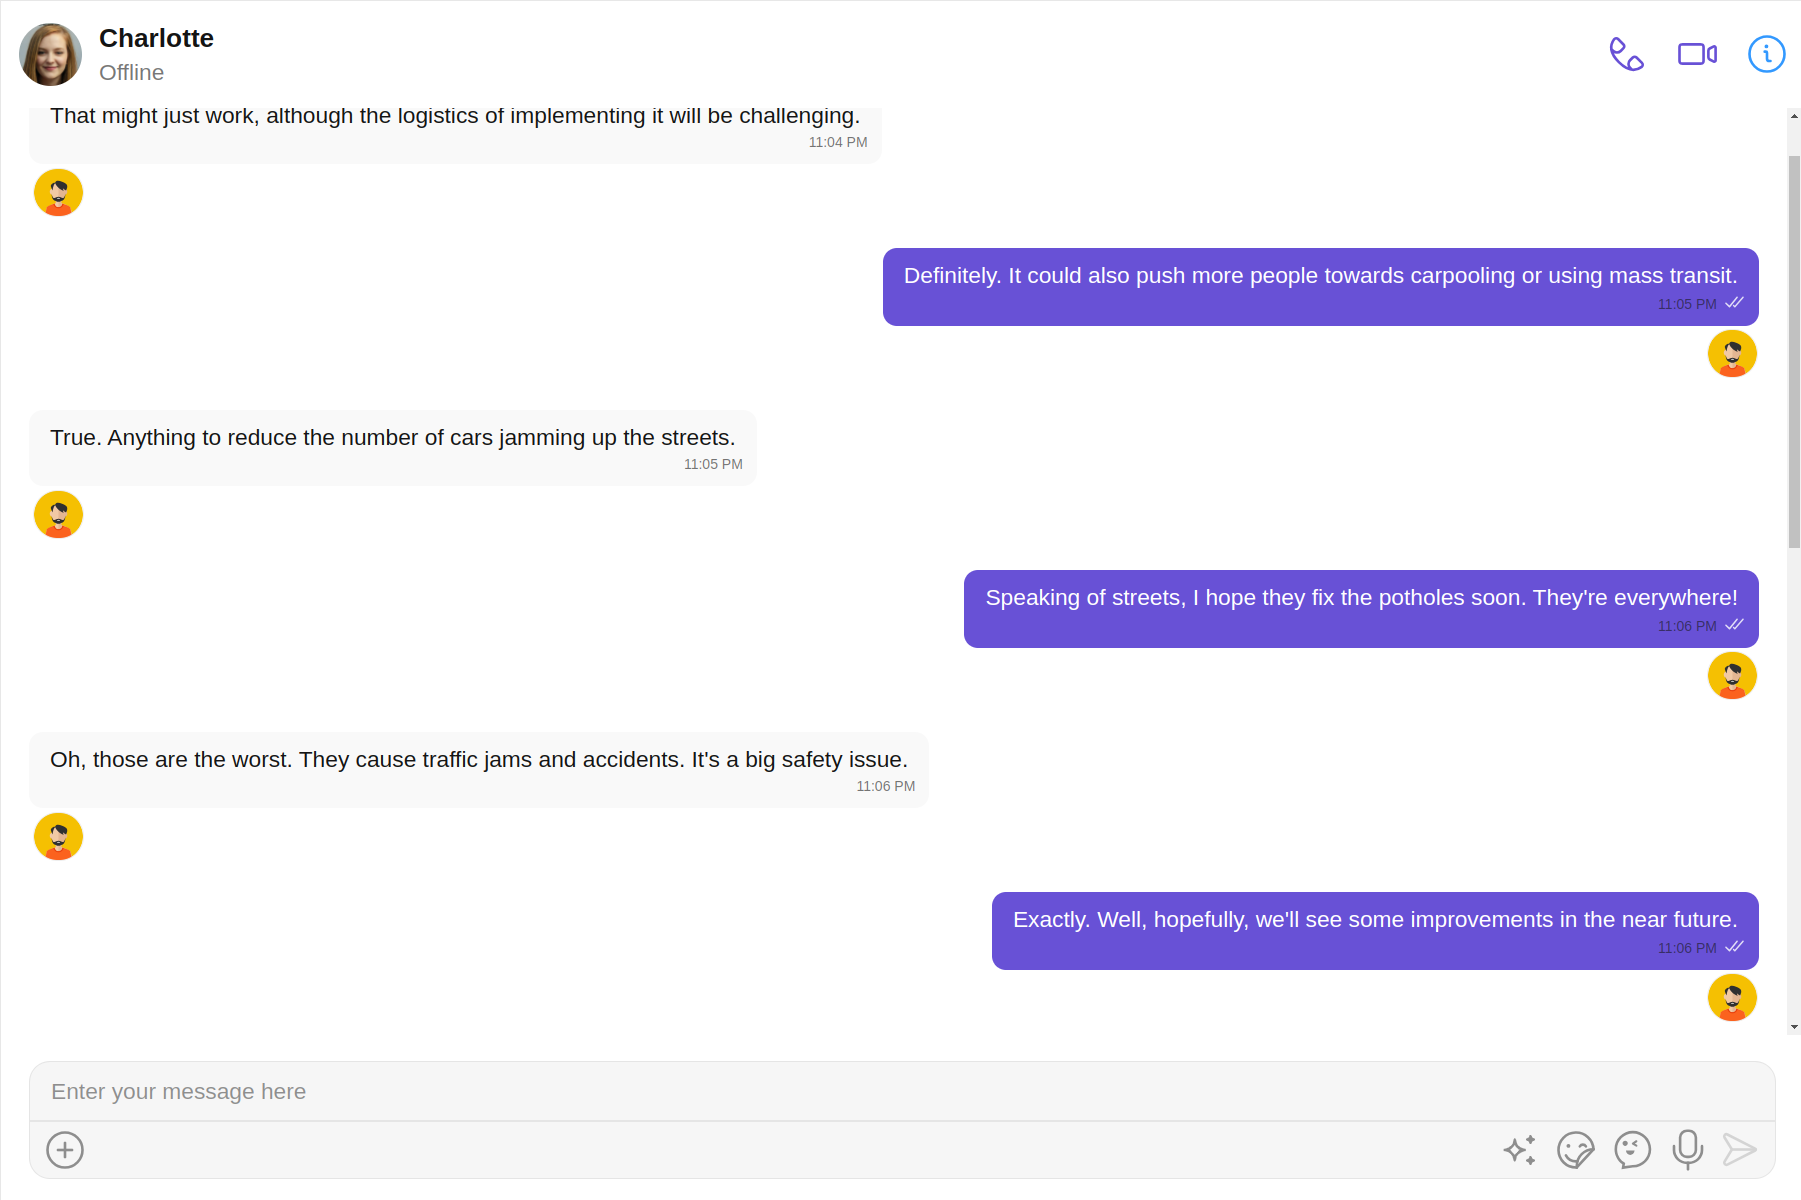 Charlotte
Offline
That might just work, although the logistics of implementing it will be challenging.
11:04 PM
Definitely. It could also push more people towards carpooling or using mass transit.
11:05 PM
True. Anything to reduce the number of cars jamming up the streets.
11:05 PM
Speaking of streets, I hope they fix the potholes soon. They're everywhere!
11:06 PM
Oh, those are the worst. They cause traffic jams and accidents. It's a big safety issue.
11:06 PM
Exactly. Well, hopefully, we'll see some improvements in the near future.
11:06 PM
Enter your message here